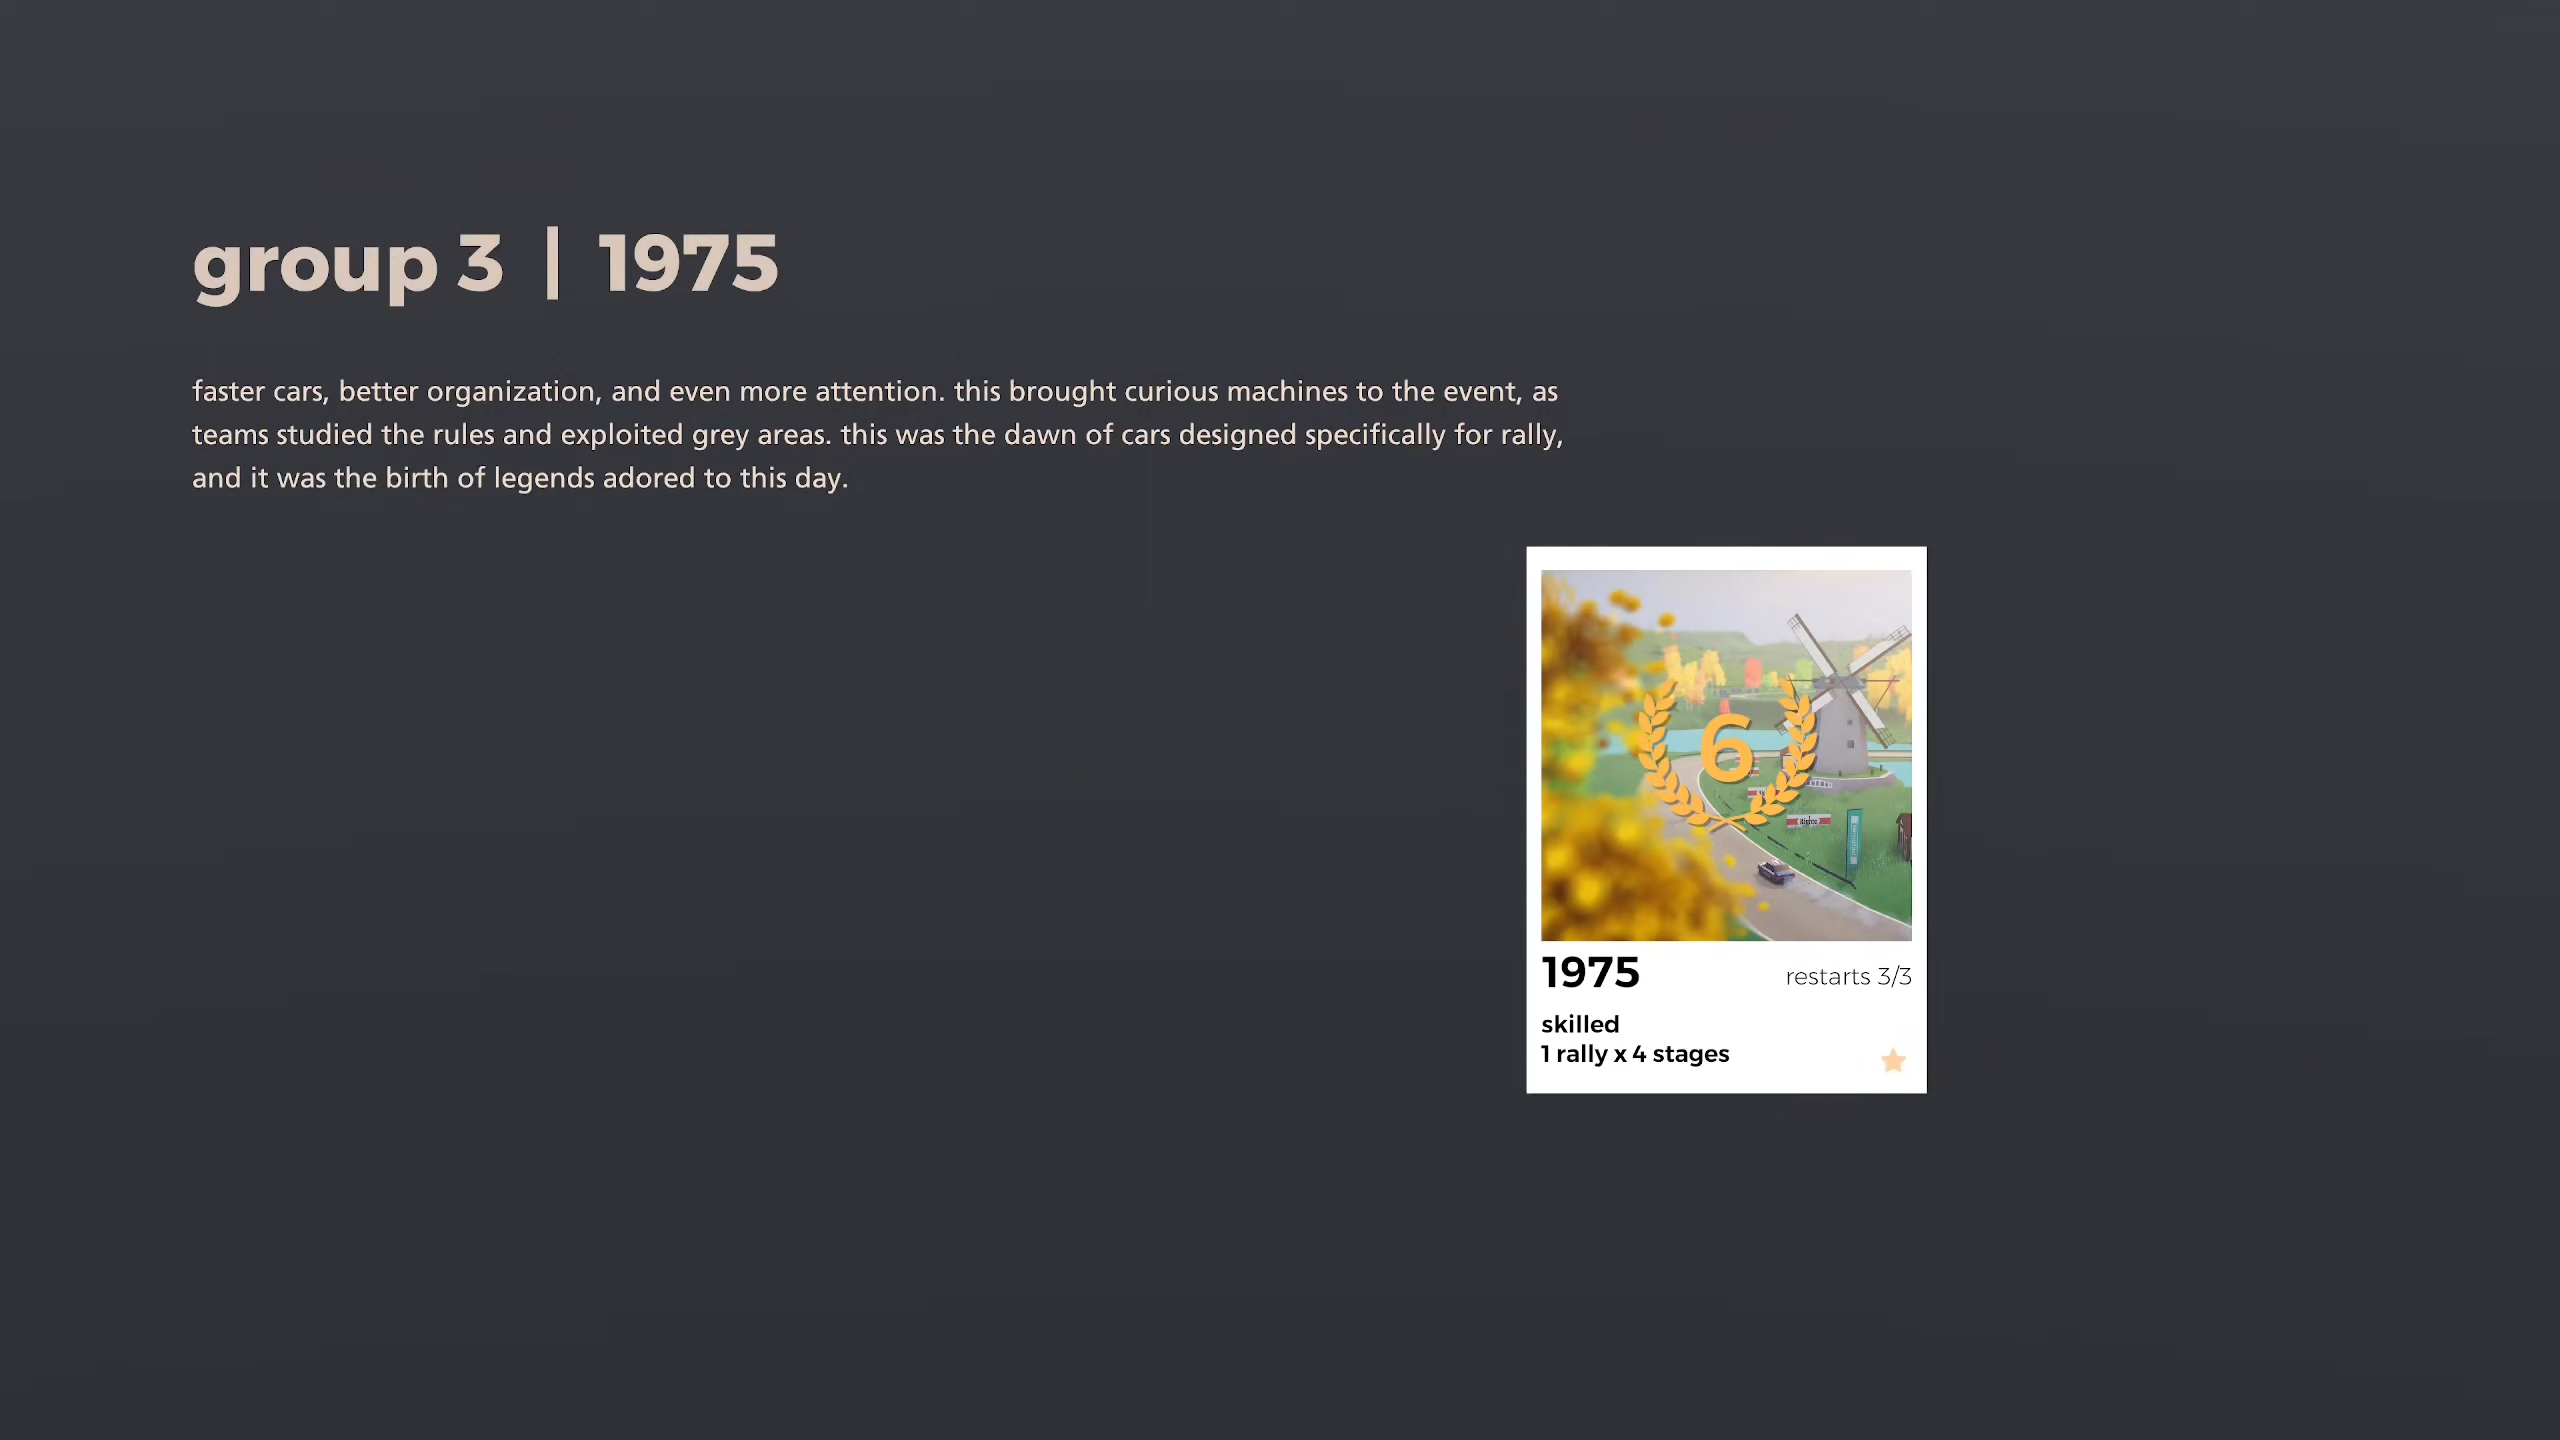 group 3 | 1975
faster cars, better organization, and even more attention. this brought curious machines to the event, as
teams studied the rules and exploited grey areas. this was the dawn of cars designed specifically for rally,
and it was the birth of legends adored to this day.
6
1975
restarts 3/3
skilled
1 rally x 4 stages